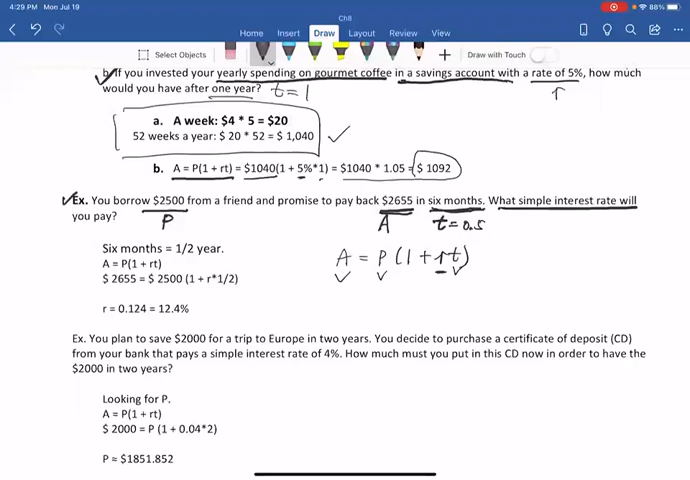 4:29 PM Mon Jul 19
Ch8
88%
Home Insert Draw Layout Review View
Select Objects
Draw with Touch
b. If you invested your yearly spending on gourmet coffee in a savings account with a rate of 5%, how much
would you have after one year? t=1 r
a. A week: $4 * 5 = $20
52 weeks a year: $ 20 * 52 = $ 1,040
b. A = P(1 + rt) = $1040(1 + 5%*1) = $1040 * 1.05 = $ 1092
Ex. You borrow $2500 from a friend and promise to pay back $2655 in six months. What simple interest rate will
you pay? P A t=0.5
Six months = 1/2 year.
A = P(1 + rt)
A = P (1 + rt)
$ 2655 = $ 2500 (1 + r*1/2)
r = 0.124 = 12.4%
Ex. You plan to save $2000 for a trip to Europe in two years. You decide to purchase a certificate of deposit (CD)
from your bank that pays a simple interest rate of 4%. How much must you put in this CD now in order to have the
$2000 in two years?
Looking for P.
A = P(1 + rt)
$ 2000 = P (1 + 0.04*2)
P ≈ $1851.852